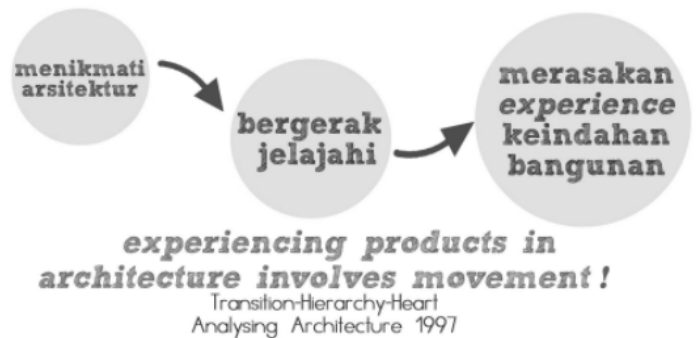 menikmati
arsitektur
bergerak
jelajahi
merasakan
experience
keindahan
bangunan
experiencing products in
architecture involves movement!
Transition-Hierarchy-Heart
Analysing Architecture 1997